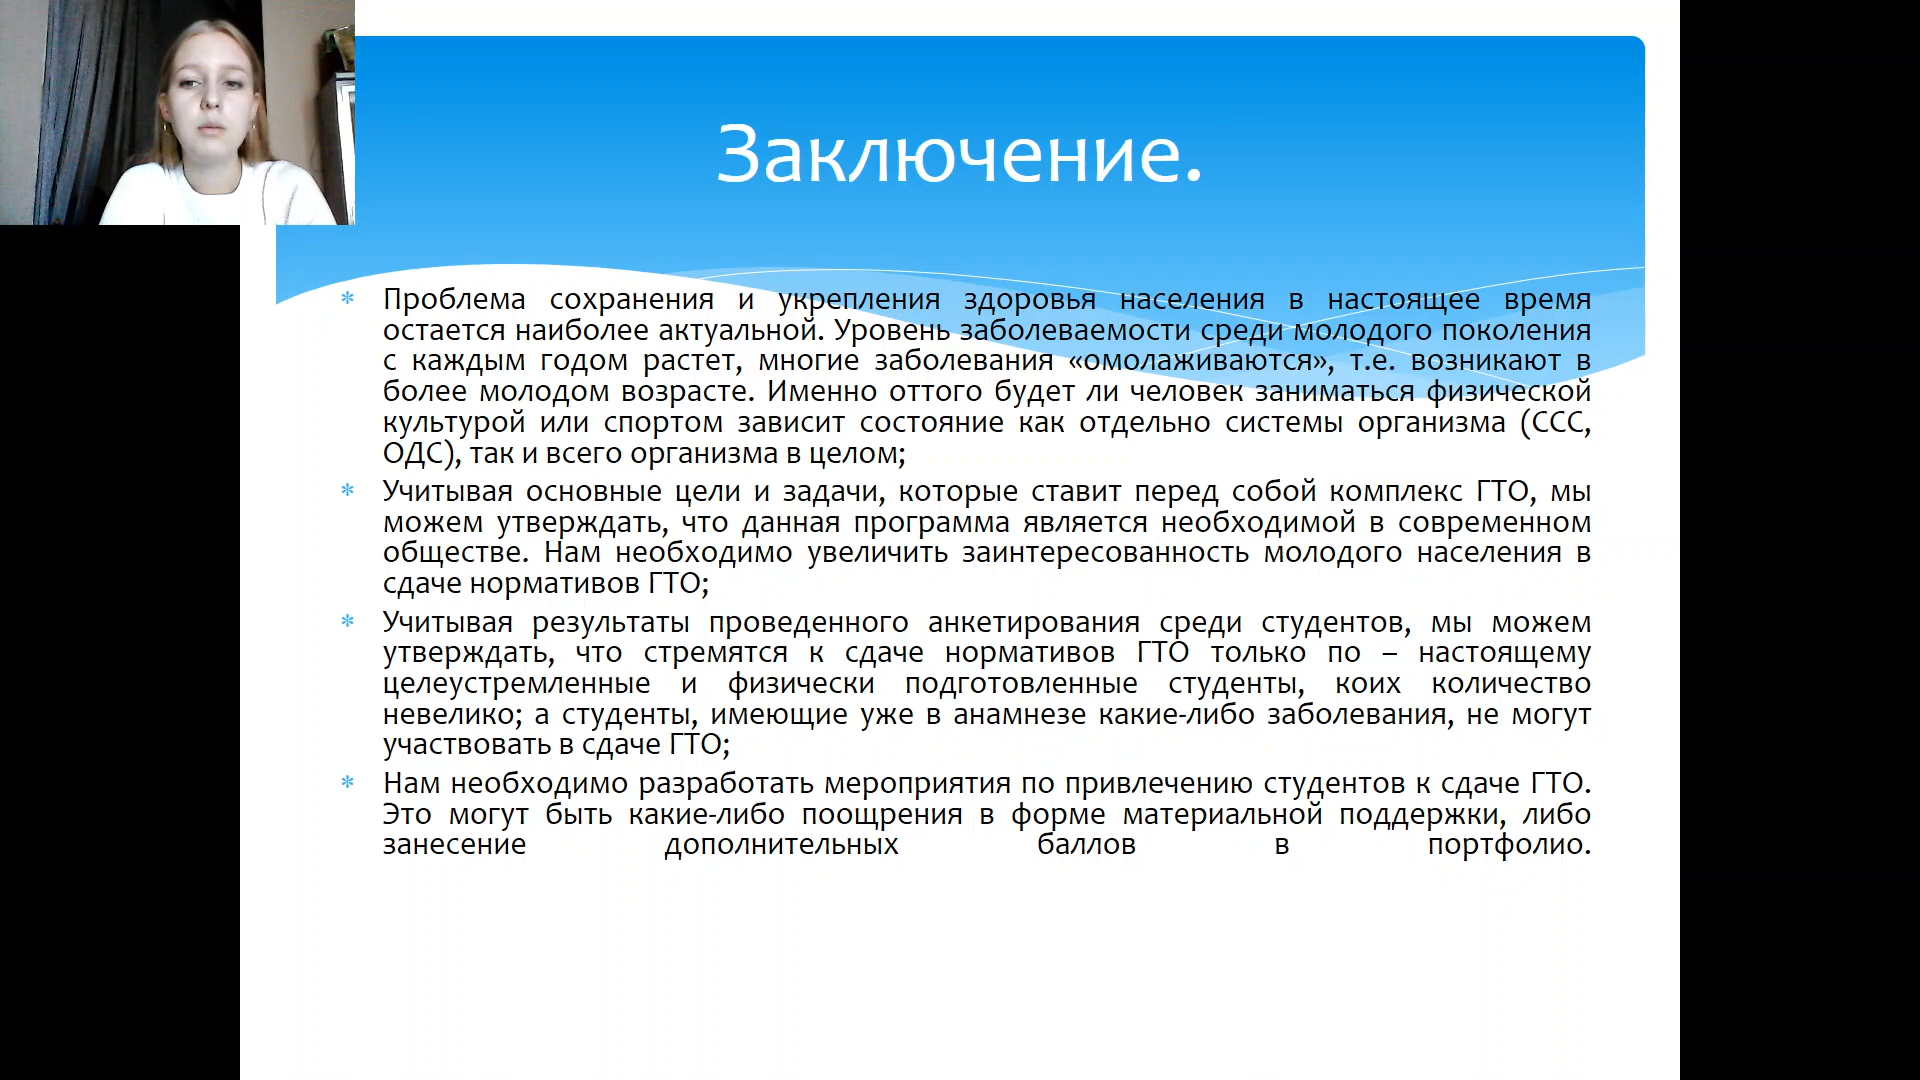 Заключение.
* Проблема сохранения и укрепления здоровья населения в настоящее время
остается наиболее актуальной. Уровень заболеваемости среди молодого поколения
с каждым годом растет, многие заболевания «омолаживаются», т.е. возникают в
более молодом возрасте. Именно оттого будет ли человек заниматься физической
культурой или спортом зависит состояние как отдельно системы организма (ССС,
ОДС), так и всего организма в целом;
* Учитывая основные цели и задачи, которые ставит перед собой комплекс ГТО, мы
можем утверждать, что данная программа является необходимой в современном
обществе. Нам необходимо увеличить заинтересованность молодого населения в
сдаче нормативов ГТО;
* Учитывая результаты проведенного анкетирования среди студентов, мы можем
утверждать, что стремятся к сдаче нормативов ГТО только по – настоящему
целеустремленные и физически подготовленные студенты, коих количество
невелико; а студенты, имеющие уже в анамнезе какие-либо заболевания, не могут
участвовать в сдаче ГТО;
* Нам необходимо разработать мероприятия по привлечению студентов к сдаче ГТО.
Это могут быть какие-либо поощрения в форме материальной поддержки, либо
занесение дополнительных баллов в портфолио.